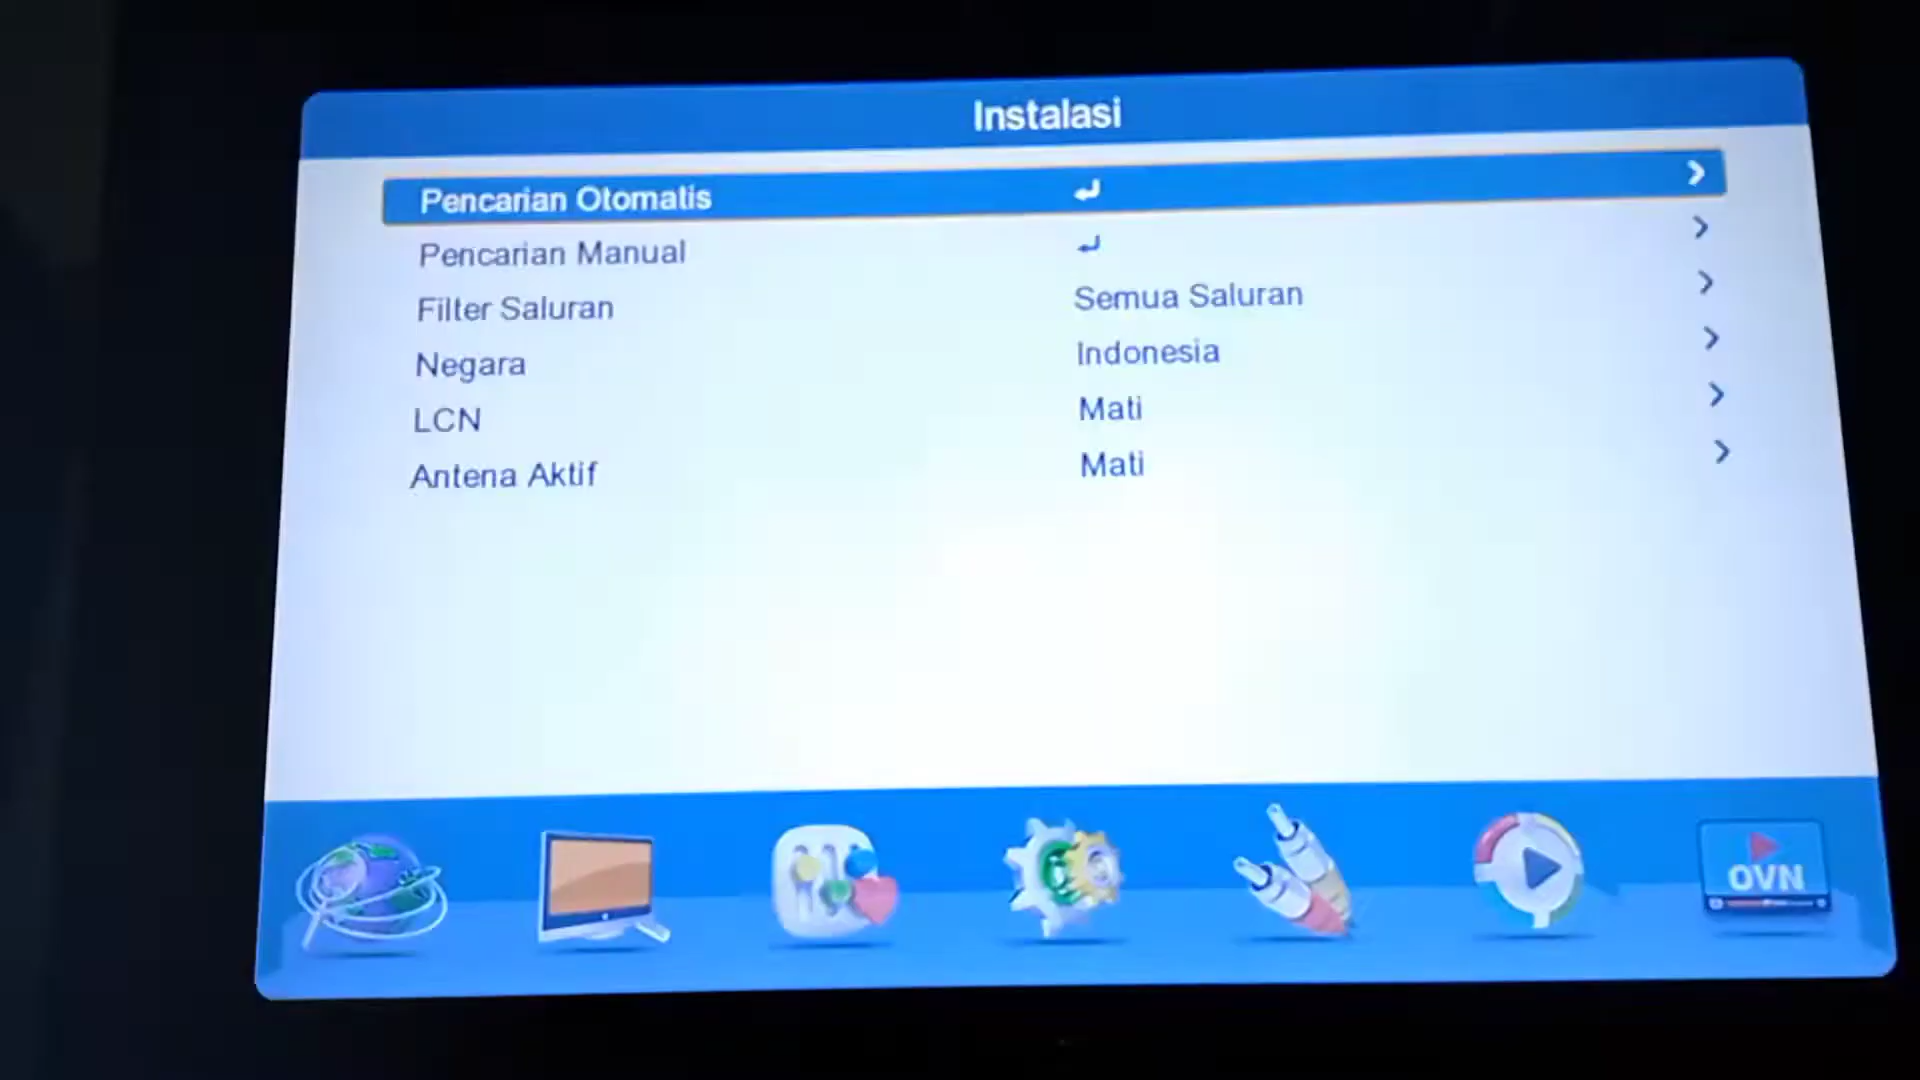 Instalasi
Pencarian Otomatis
Pencarian Manual
Filter Saluran Semua Saluran
Negara Indonesia
LCN Mati
Antena Aktif Mati
OVN